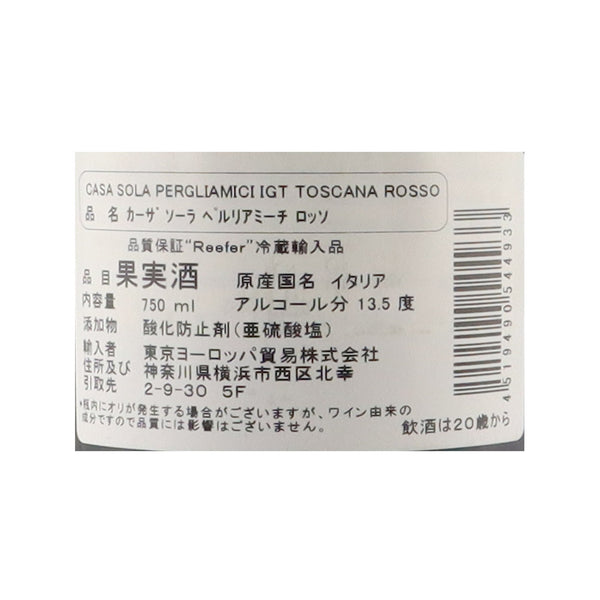 CASA SOLA PERGLIAMICI IGT TOSCANA ROSSO
品 名 カーザ ソーラ ペルリアミーチ ロッソ
品質保証"Reefer"冷蔵輸入品
品 目 果実酒 原産国名 イタリア
内容量 750 ml アルコール分 13.5 度
添加物 酸化防止剤(亜硫酸塩)
輸入者 東京ヨーロッパ貿易株式会社
住所及び 神奈川県横浜市西区北幸
引取先 2-9-30 5F
*瓶内にオリが発生する場合がございますが、ワイン由来の
成分ですので品質には影響はございません。
飲酒は20歳から
4519490544933